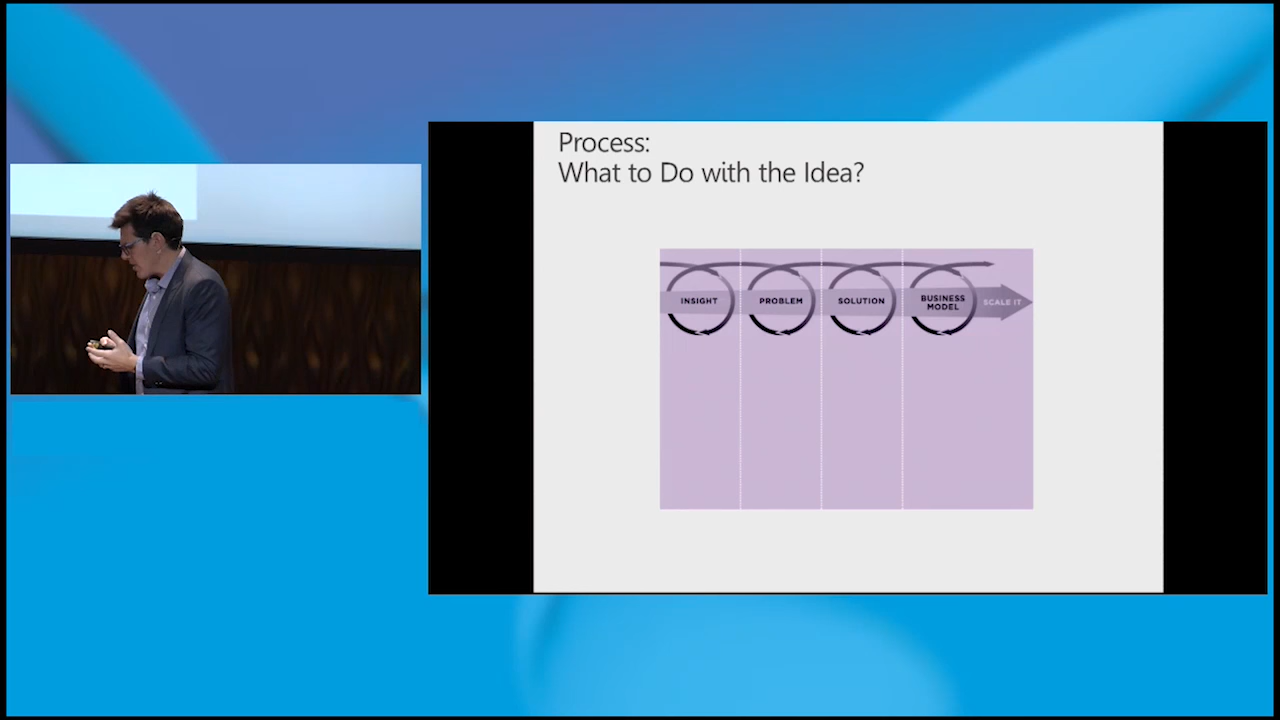 Process:
What to Do with the Idea?
INSIGHT
PROBLEM
SOLUTION
BUSINESS
MODEL
SCALE IT